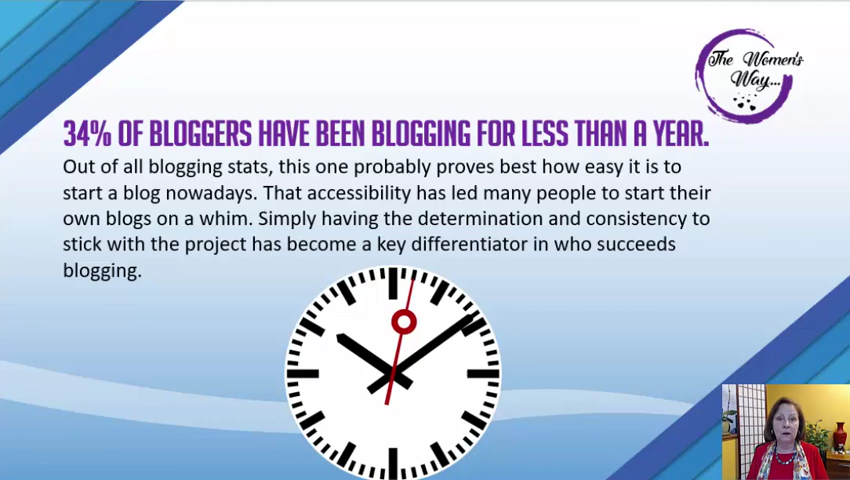 The Women's
Way...
34% OF BLOGGERS HAVE BEEN BLOGGING FOR LESS THAN A YEAR.
Out of all blogging stats, this one probably proves best how easy it is to
start a blog nowadays. That accessibility has led many people to start their
own blogs on a whim. Simply having the determination and consistency to
stick with the project has become a key differentiator in who succeeds
blogging.